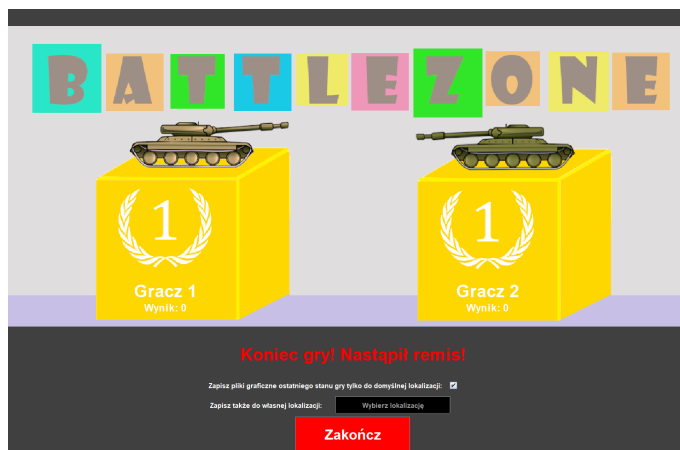 BATTLEZONE
1
1
Gracz 1
Wynik: 0
Gracz 2
Wynik: 0
Koniec gry! Nastąpił remis!
Zapisz pliki graficzne ostatniego stanu gry tylko do domyślnej lokalizacji:
Zapisz także do własnej lokalizacji:
Wybierz lokalizację
Zakończ